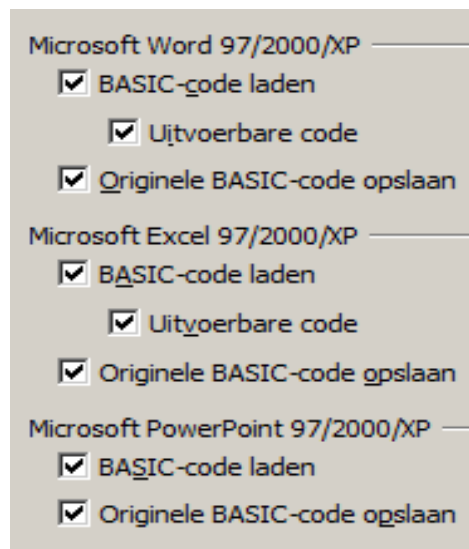 Microsoft Word 97/2000/XP
BASIC-code laden
Uitvoerbare code
Originele BASIC-code opslaan
Microsoft Excel 97/2000/XP
BASIC-code laden
Uitvoerbare code
Originele BASIC-code opslaan
Microsoft PowerPoint 97/2000/XP
BASIC-code laden
Originele BASIC-code opslaan